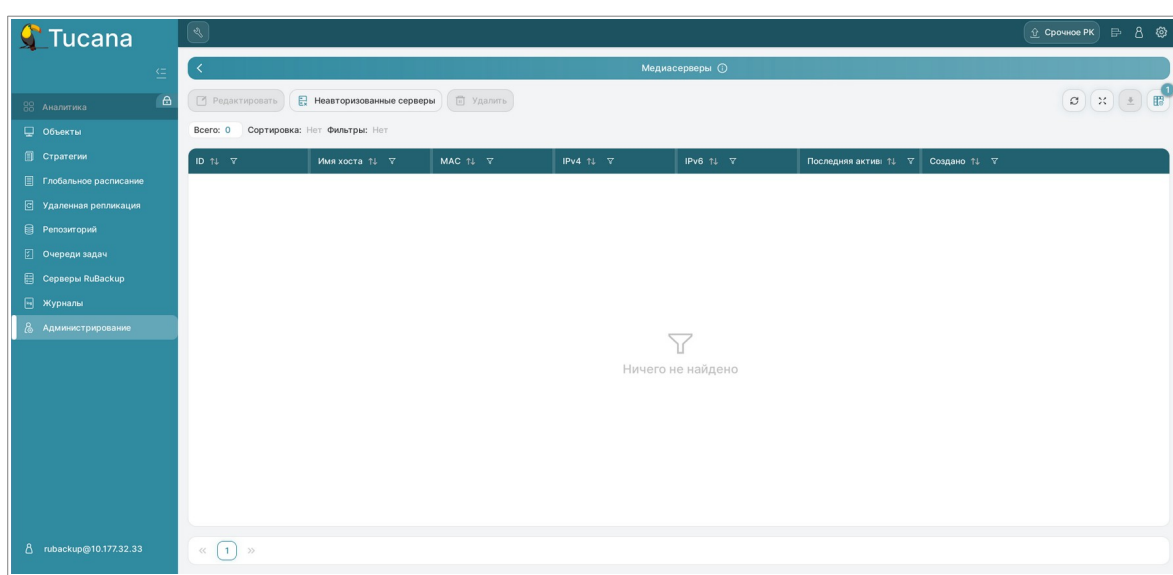 Tucana
Срочное РК
Медиасерверы
Аналитика
Редактировать Неавторизованные серверы Удалить
1
Объекты
Всего: 0 Сортировка: Нет Фильтры: Нет
Стратегии
ID Имя хоста MAC IPv4 IPv6 Последняя актив Создано
Глобальное расписание
Удаленная репликация
Репозиторий
Очереди задач
Серверы RuBackup
Журналы
Администрирование
Ничего не найдено
rubackup@10.177.32.33
« 1 »